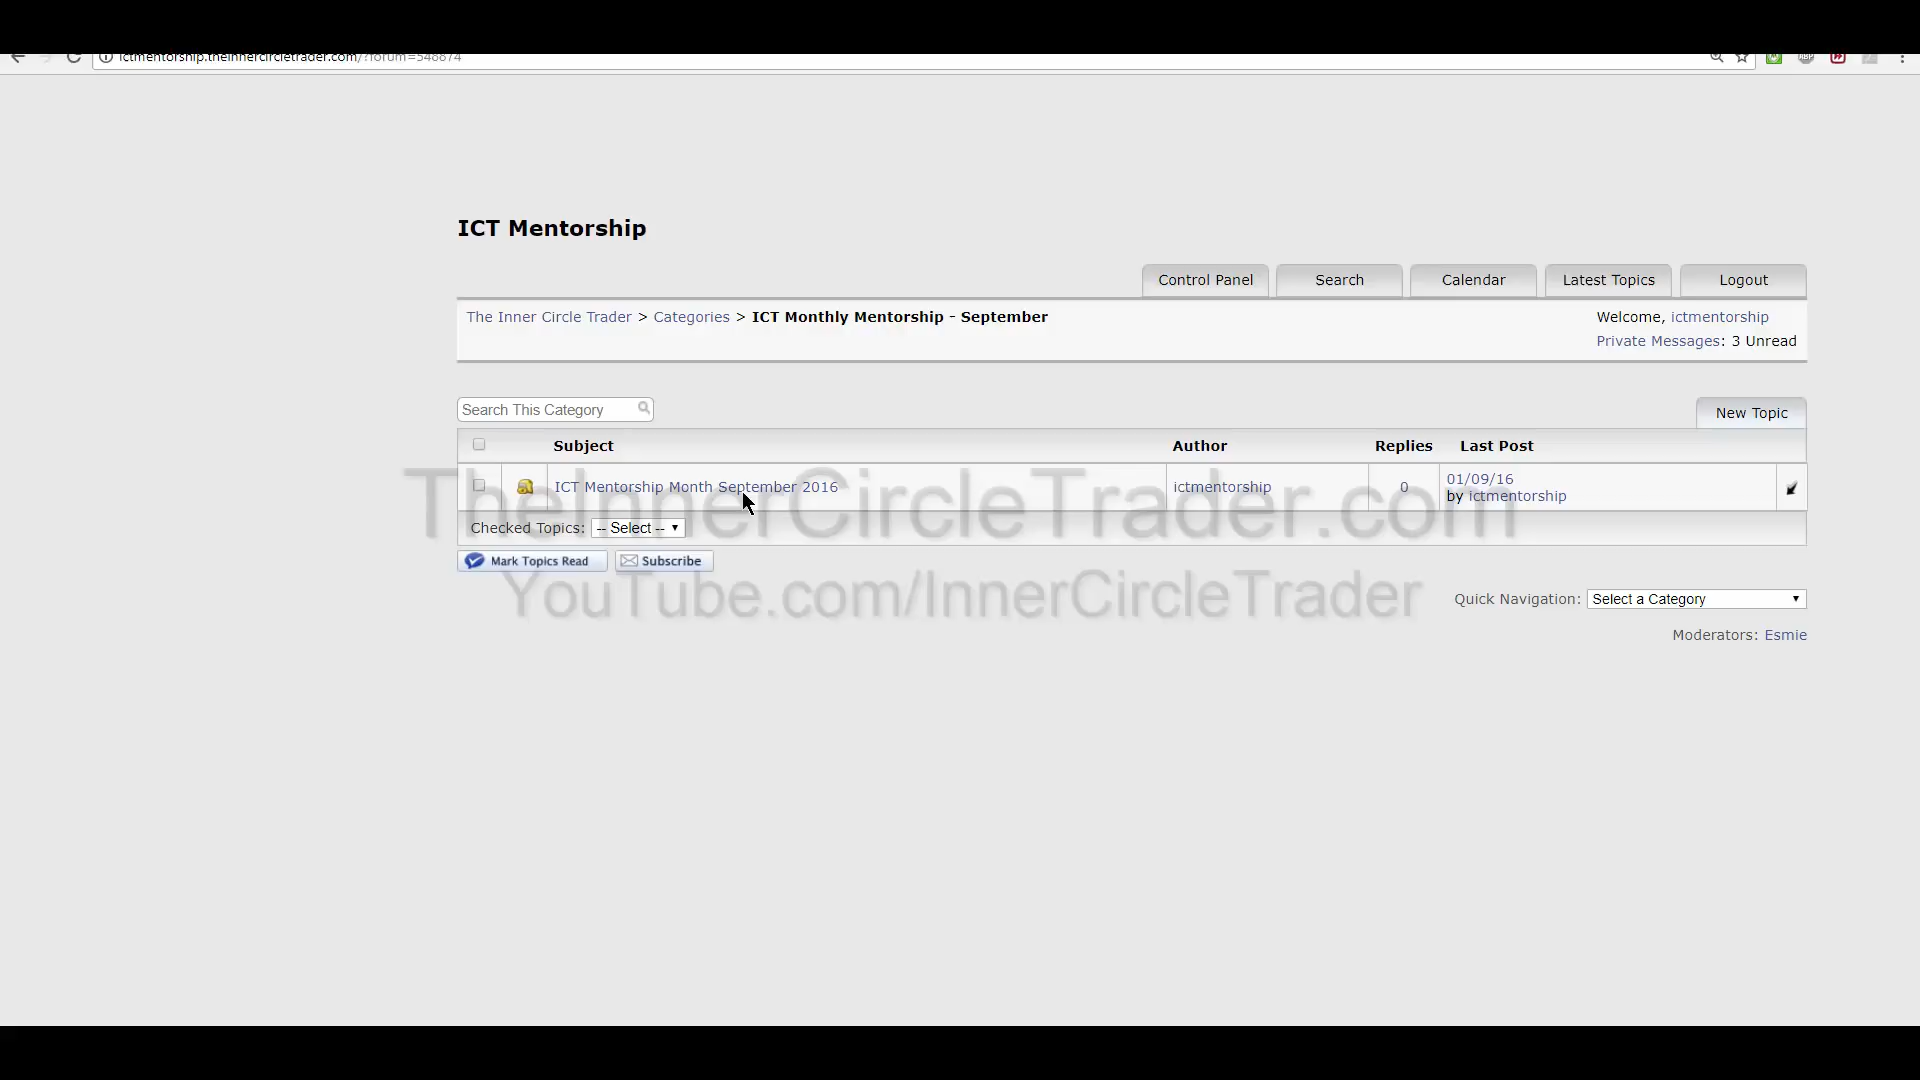 ictmentorship.theinnercircletrader.com/?forum=548874
ICT Mentorship
Control Panel Search Calendar Latest Topics Logout
The Inner Circle Trader > Categories > ICT Monthly Mentorship - September
Welcome, ictmentorship
Private Messages: 3 Unread
Search This Category
New Topic
Subject Author Replies Last Post
ICT Mentorship Month September 2016 ictmentorship 0 01/09/16
by ictmentorship
TheInnerCircleTrader.com
Checked Topics: -- Select --
Mark Topics Read Subscribe
YouTube.com/InnerCircleTrader
Quick Navigation: Select a Category
Moderators: Esmie